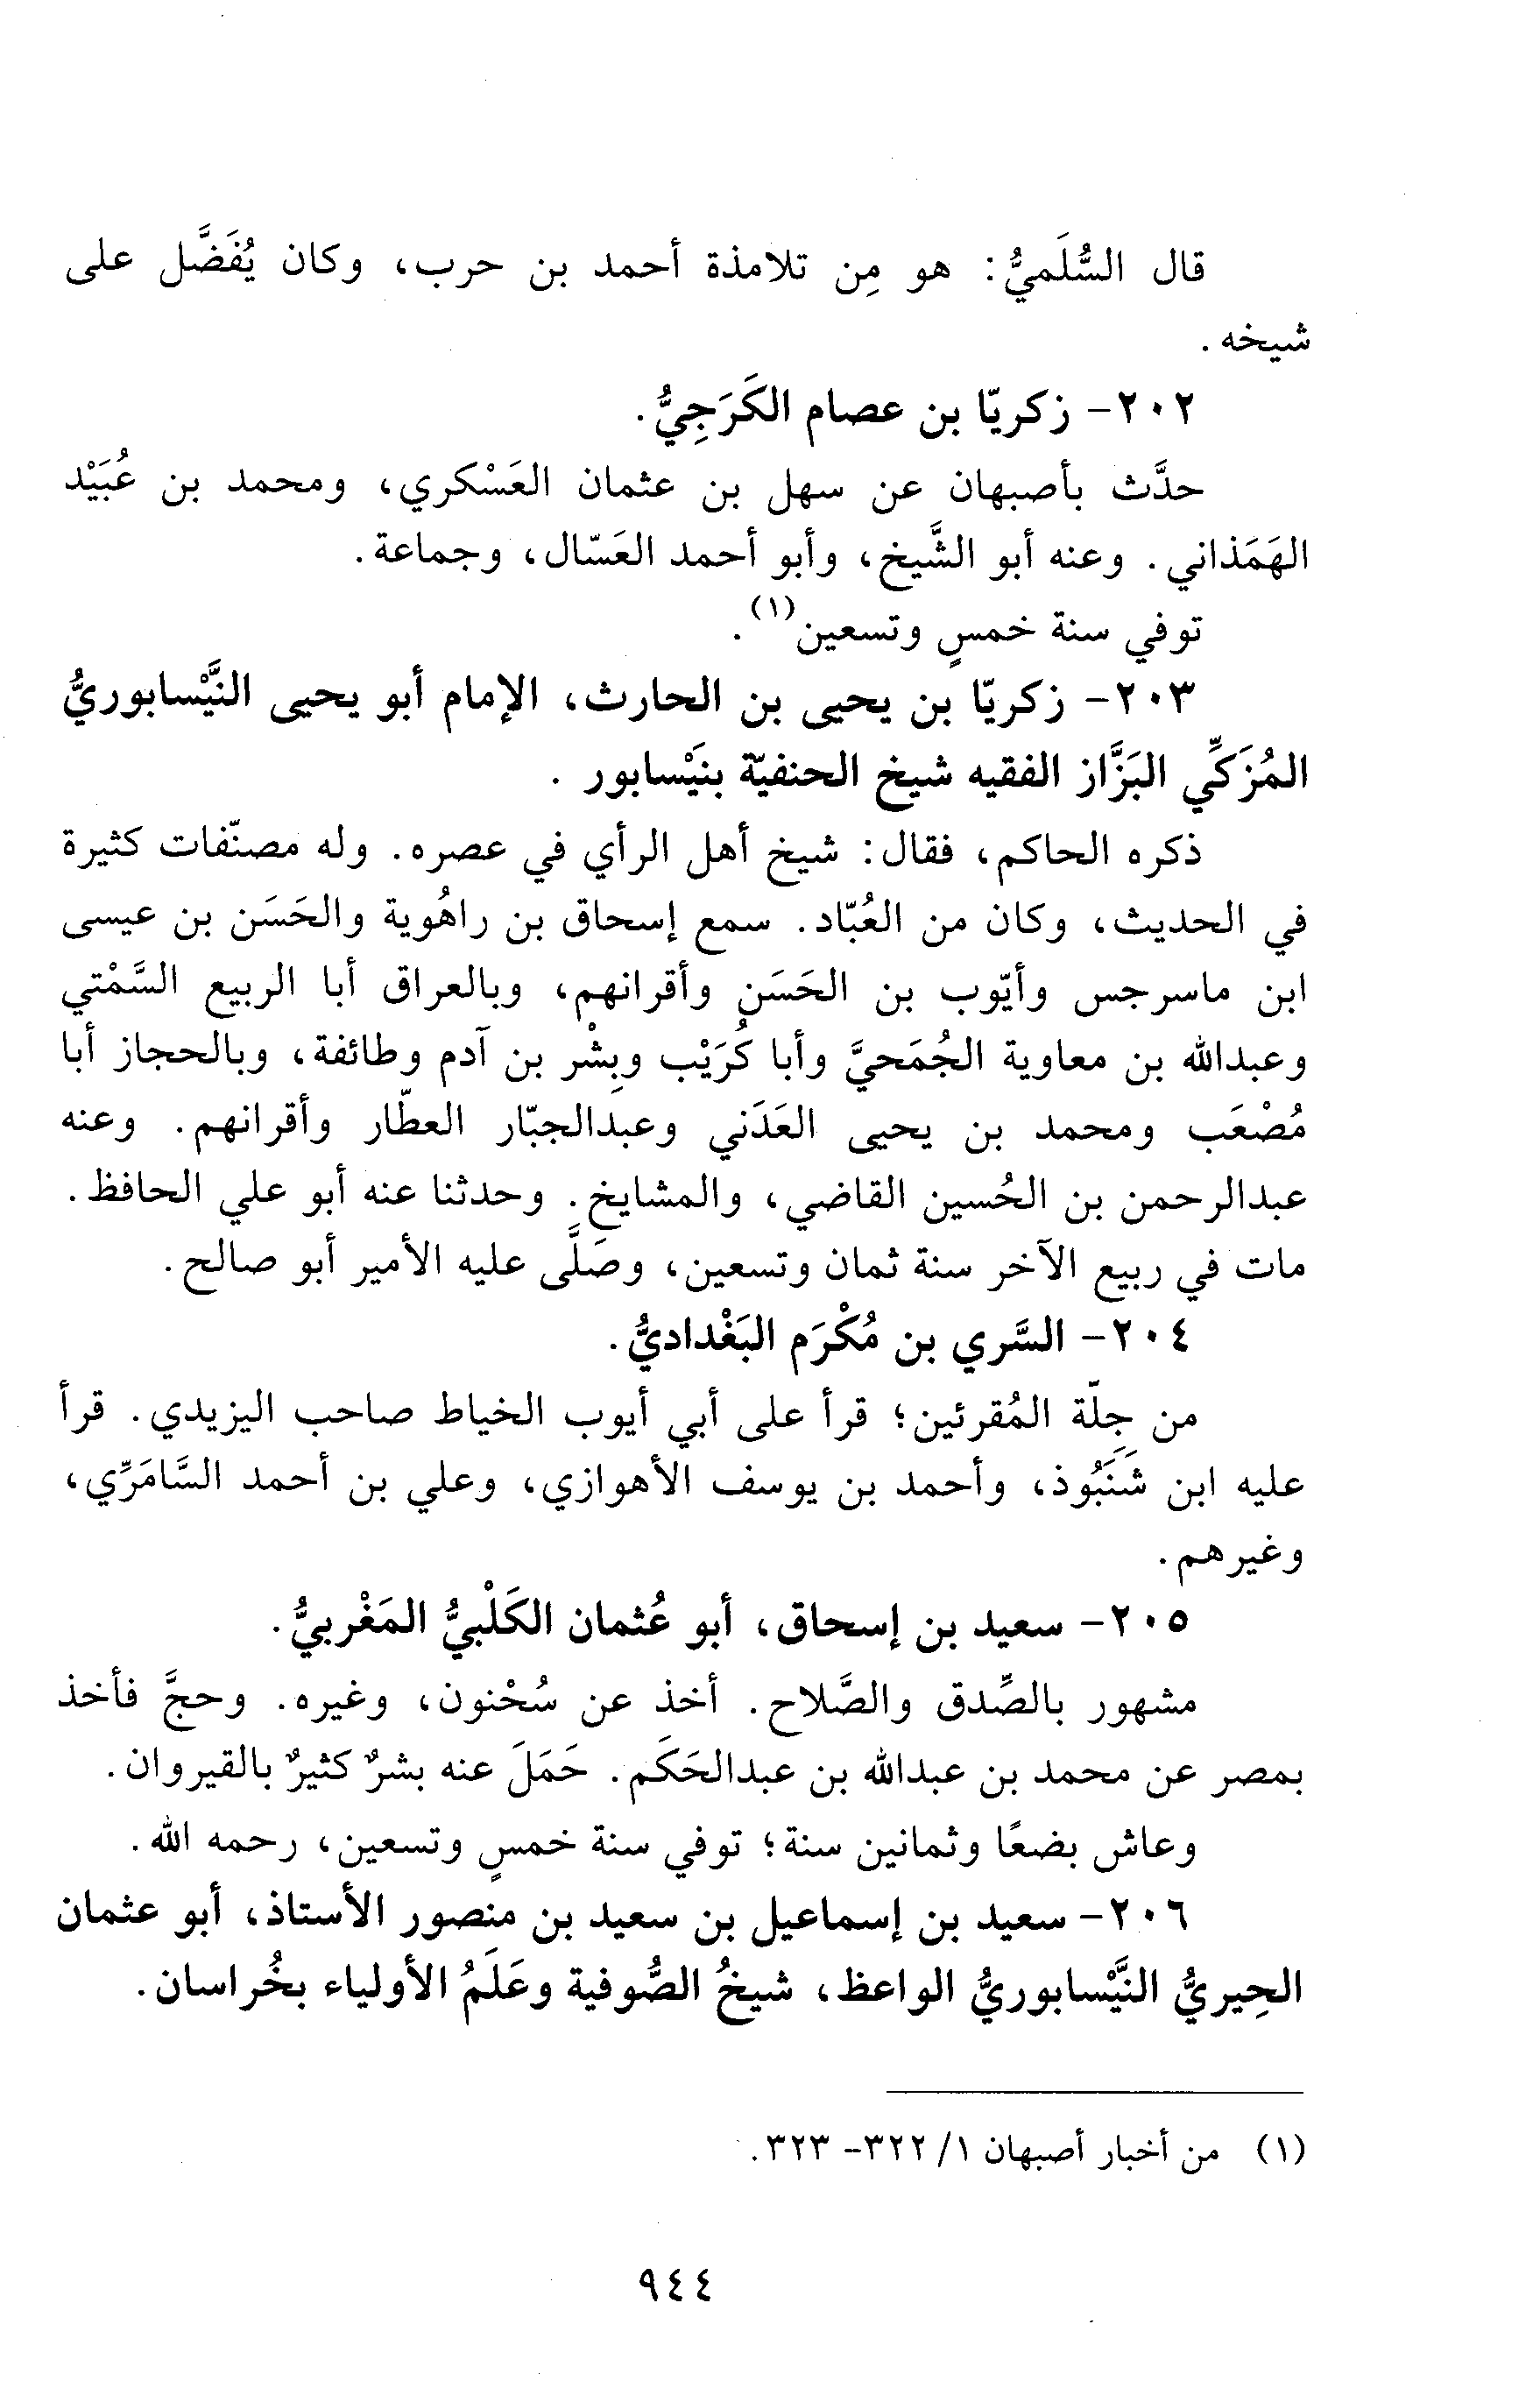 قال السُّلَميُّ: هو مِن تلامذة أحمد بن حرب، وكان يُفَضَّل على
شيخه.
٢٠٢- زكريّا بن عصام الكَرَجِيُّ.
حدَّث بأصبهان عن سهل بن عثمان العَسْكري، ومحمد بن عُبَيْد
الهَمَذاني. وعنه أبو الشَّيخ، وأبو أحمد العَسّال، وجماعة.
توفي سنة خمسٍ وتسعين(١).
٢٠٣- زكريّا بن يحيى بن الحارث، الإمام أبو يحيى النَّيْسابوريُّ
المُزَكِّي البَزَّاز الفقيه شيخ الحنفيّة بنَيْسابور.
ذكره الحاكم، فقال: شيخ أهل الرأي في عصره. وله مصنّفات كثيرة
في الحديث، وكان من العُبّاد. سمع إسحاق بن راهُوية والحَسَن بن عيسى
ابن ماسرجس وأيّوب بن الحَسَن وأقرانهم، وبالعراق أبا الربيع السَّمْتي
وعبدالله بن معاوية الجُمَحيَّ وأبا كُرَيْب وبِشْر بن آدم وطائفة، وبالحجاز أبا
مُصْعَب ومحمد بن يحيى العَدَني وعبدالجبّار العطّار وأقرانهم. وعنه
عبدالرحمن بن الحُسين القاضي، والمشايخ. وحدثنا عنه أبو علي الحافظ.
مات في ربيع الآخر سنة ثمان وتسعين، وصَلَّى عليه الأمير أبو صالح.
٢٠٤- السَّري بن مُكْرَم البَغْداديُّ.
من جِلّة المُقرئين؛ قرأ على أبي أيوب الخياط صاحب اليزيدي. قرأ
عليه ابن شَنَبُوذ، وأحمد بن يوسف الأهوازي، وعلي بن أحمد السَّامَرِّي،
وغيرهم.
٢٠٥- سعيد بن إسحاق، أبو عُثمان الكَلْبيُّ المَغْربيُّ.
مشهور بالصِّدق والصَّلاح. أخذ عن سُحْنون، وغيره. وحجَّ فأخذ
بمصر عن محمد بن عبدالله بن عبدالحَكَم. حَمَلَ عنه بشرٌ كثيرٌ بالقيروان.
وعاش بضعًا وثمانين سنة؛ توفي سنة خمسٍ وتسعين، رحمه الله.
٢٠٦- سعيد بن إسماعيل بن سعيد بن منصور الأستاذ، أبو عثمان
الحِيريُّ النَّيْسابوريُّ الواعظ، شيخُ الصُّوفية وعَلَمُ الأولياء بخُراسان.
(١) من أخبار أصبهان ١/ ٣٢٢- ٣٢٣.
٩٤٤